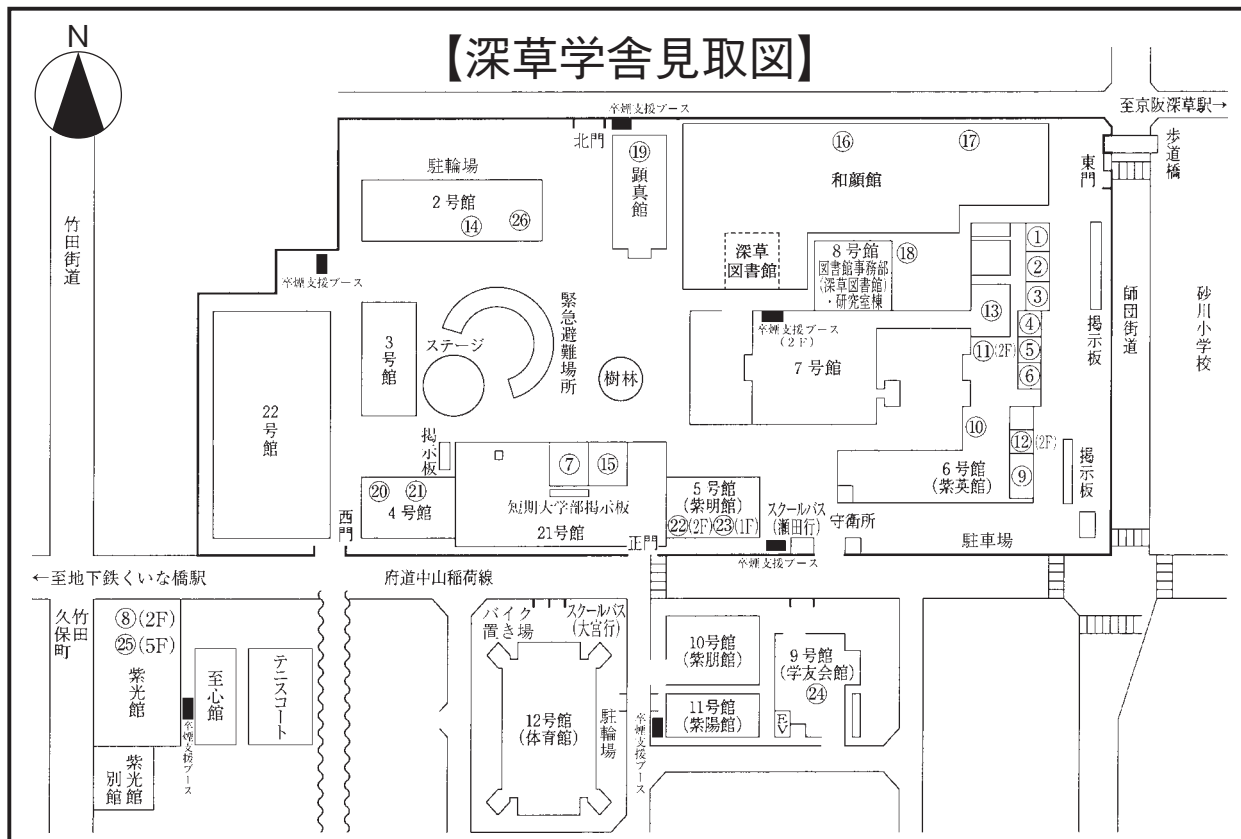 N
【深草学舎見取図】
至京阪深草駅→
卒煙支援ブース
北門
歩道橋
東門
⑲
顕真館
⑯
⑰
和顔館
駐輪場
2号館
⑭
㉖
竹田街道
深草
図書館
8号館
図書館事務部
(深草図書館)
・研究室棟
⑱
①
②
③
④
⑤
⑥
⑬
⑪(2F)
掲示板
師団街道
砂川小学校
卒煙支援ブース
緊急避難場所
3号館
ステージ
樹林
卒煙支援ブース
(2F)
7号館
22号館
⑩
⑫(2F)
⑨
6号館
(紫英館)
掲示板
掲示板
⑦
⑮
短期大学部掲示板
21号館
⑳
㉑
4号館
西門
5号館
(紫明館)
㉒(2F)㉓(1F)
スクールバス
(瀬田行)
守衛所
駐車場
正門
卒煙支援ブース
←至地下鉄くいな橋駅
府道中山稲荷線
竹田
久保町
⑧(2F)
㉕(5F)
紫光館
至心館
テニスコート
卒煙支援ブース
紫光館
別館
バイク
置き場
スクールバス
(大宮行)
12号館
(体育館)
駐輪場
卒煙支援ブース
10号館
(紫朋館)
11号館
(紫陽館)
9号館
(学友会館)
㉔
EV